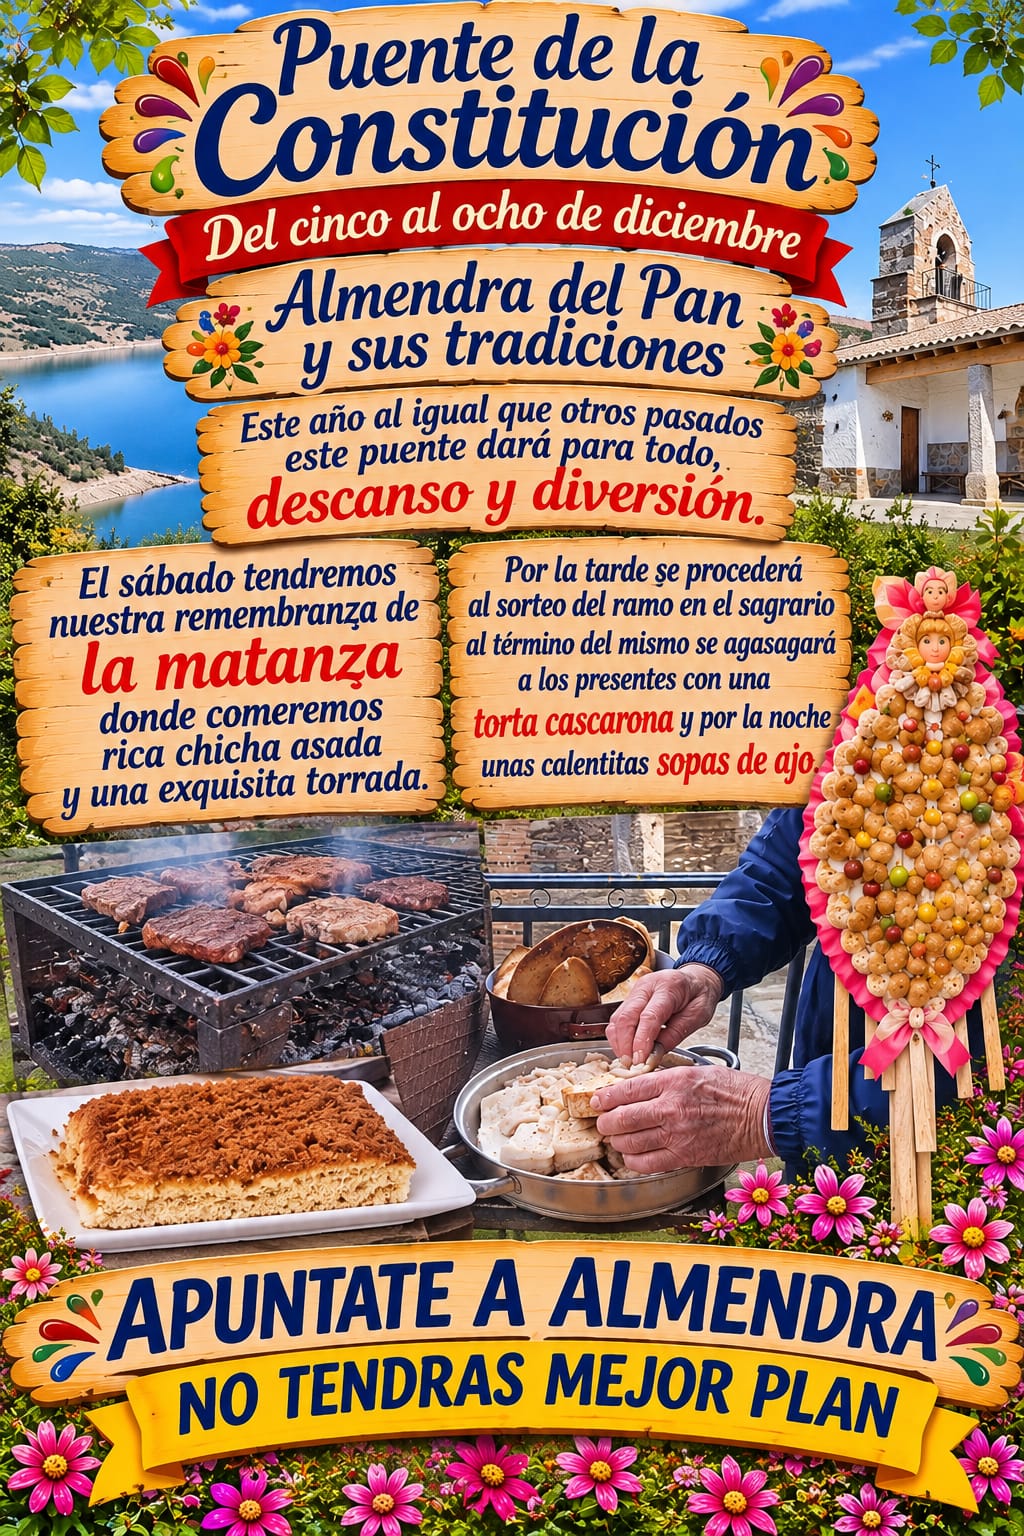 Puente de la
Constitución
Del cinco al ocho de diciembre
Almendra del Pan
y sus tradiciones
Este año al igual que otros pasados
este puente dará para todo,
descanso y diversión.
El sábado tendremos
nuestra remembranza de
la matanza
donde comeremos
rica chicha asada
y una exquisita torrada.
Por la tarde se procederá
al sorteo del ramo en el sagrario
al término del mismo se agasagará
a los presentes con una
torta cascarona y por la noche
unas calentitas sopas de ajo.
APUNTATE A ALMENDRA
NO TENDRAS MEJOR PLAN